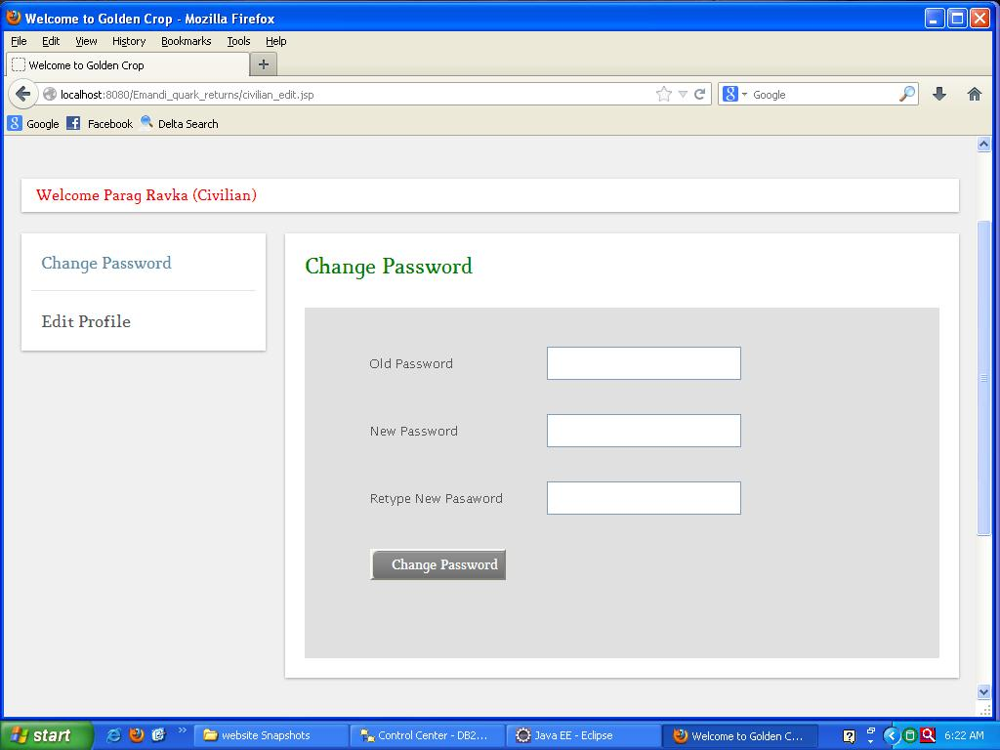 Welcome to Golden Crop - Mozilla Firefox
File Edit View History Bookmarks Tools Help
Welcome to Golden Crop
localhost:8080/Emandi_quark_returns/civilian_edit.jsp
Google
Google Facebook Delta Search
Welcome Parag Ravka (Civilian)
Change Password
Edit Profile
Change Password
Old Password
New Password
Retype New Pasaword
Change Password
start
website Snapshots
Control Center - DB2...
Java EE - Eclipse
Welcome to Golden C...
6:22 AM